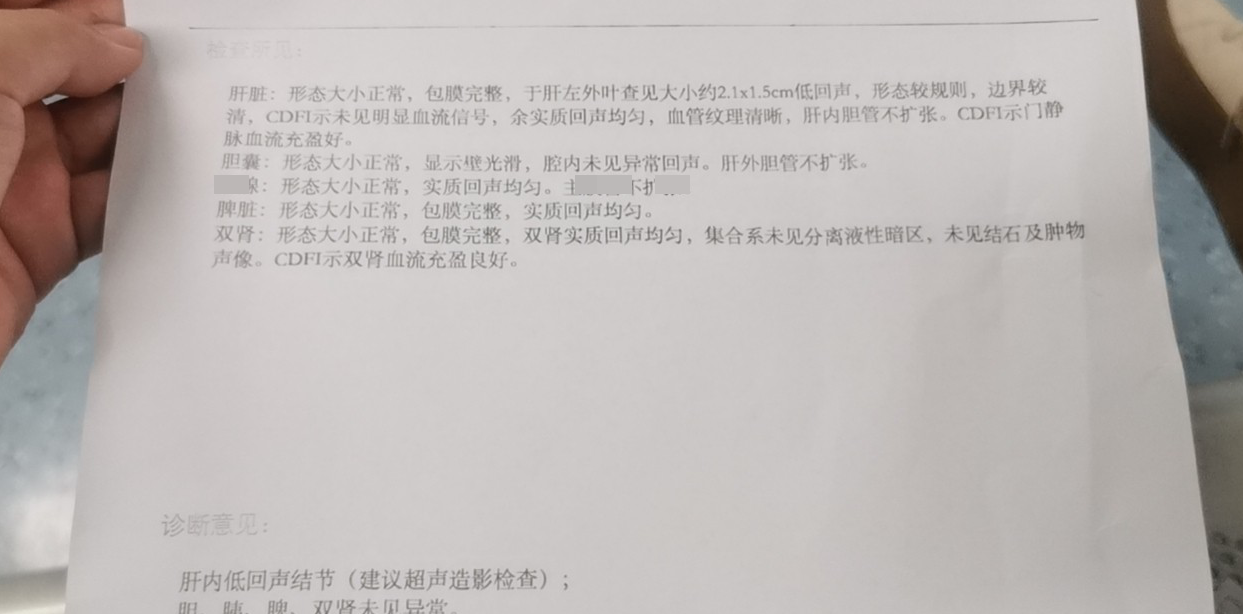 检查所见：
肝脏：形态大小正常，包膜完整，于肝左外叶查见大小约2.1x1.5cm低回声，形态较规则，边界较
清，CDFI示未见明显血流信号，余实质回声均匀，血管纹理清晰，肝内胆管不扩张。CDFI示门静
脉血流充盈好。
胆囊：形态大小正常，显示壁光滑，腔内未见异常回声。肝外胆管不扩张。
腺：形态大小正常，实质回声均匀。主
脾脏：形态大小正常，包膜完整，实质回声均匀。
双肾：形态大小正常，包膜完整，双肾实质回声均匀，集合系未见分离液性暗区，未见结石及肿物
声像。CDFI示双肾血流充盈良好。
诊断意见：
肝内低回声结节（建议超声造影检查）；
胆、胰、脾、双肾未见异常。